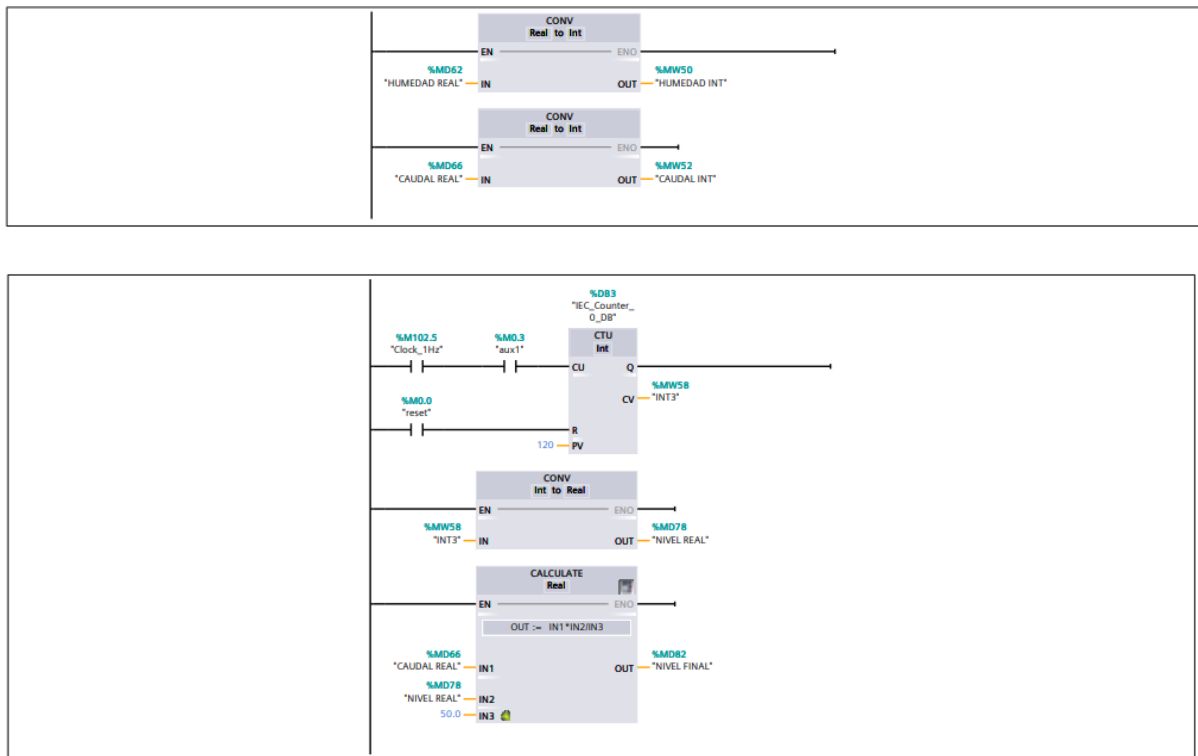 CONV
Real to Int
EN
ENO
%MD62
"HUMEDAD REAL"
IN
OUT
%MW50
"HUMEDAD INT"
CONV
Real to Int
EN
ENO
%MD66
"CAUDAL REAL"
IN
OUT
%MW52
"CAUDAL INT"
%DB3
"IEC_Counter_
0_DB"
CTU
Int
%M102.5
"Clock_1Hz"
%M0.3
"aux1"
CU
Q
CV
%MW58
"INT3"
%M0.0
"reset"
R
120
PV
CONV
Int to Real
EN
ENO
%MW58
"INT3"
IN
OUT
%MD78
"NIVEL REAL"
CALCULATE
Real
EN
ENO
OUT := IN1*IN2/IN3
%MD66
"CAUDAL REAL"
IN1
OUT
%MD82
"NIVEL FINAL"
%MD78
"NIVEL REAL"
IN2
50.0
IN3